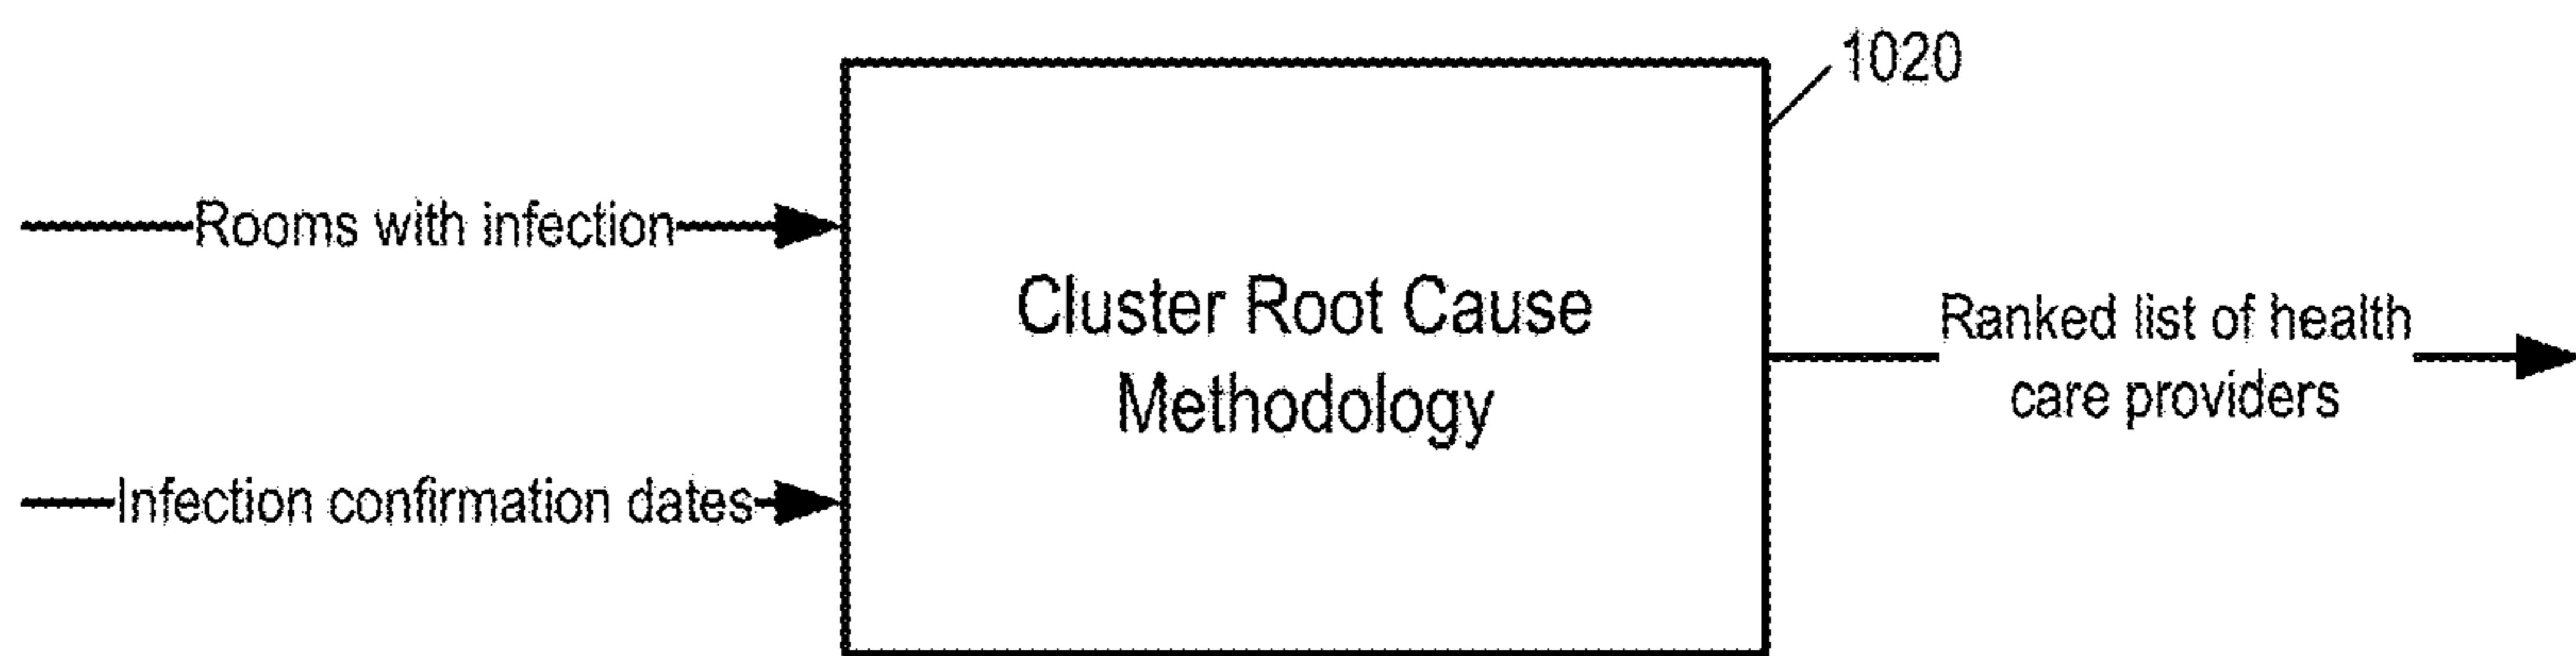 1020
Rooms with infection
Cluster Root Cause
Methodology
Ranked list of health
care providers
Infection confirmation dates